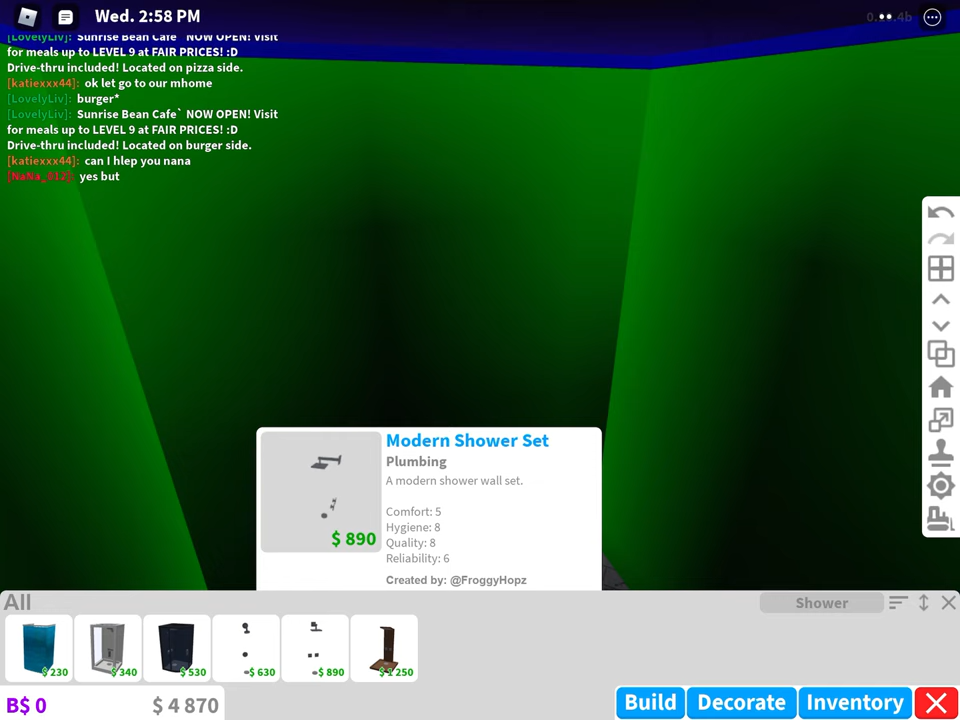 Wed. 2:58 PM
[LovelyLiv]: Sunrise Bean Cafe` NOW OPEN! Visit
for meals up to LEVEL 9 at FAIR PRICES! :D
Drive-thru included! Located on pizza side.
[katiexxx44]: ok let go to our mhome
[LovelyLiv]: burger*
[LovelyLiv]: Sunrise Bean Cafe` NOW OPEN! Visit
for meals up to LEVEL 9 at FAIR PRICES! :D
Drive-thru included! Located on burger side.
[katiexxx44]: can I hlep you nana
[NaNa_012]: yes but
Modern Shower Set
Plumbing
A modern shower wall set.
Comfort: 5
Hygiene: 8
Quality: 8
Reliability: 6
$ 890
Created by: @FroggyHopz
All
Shower
$ 230
$ 340
$ 530
$ 630
$ 890
$ 1 250
B$ 0
$ 4 870
Build
Decorate
Inventory